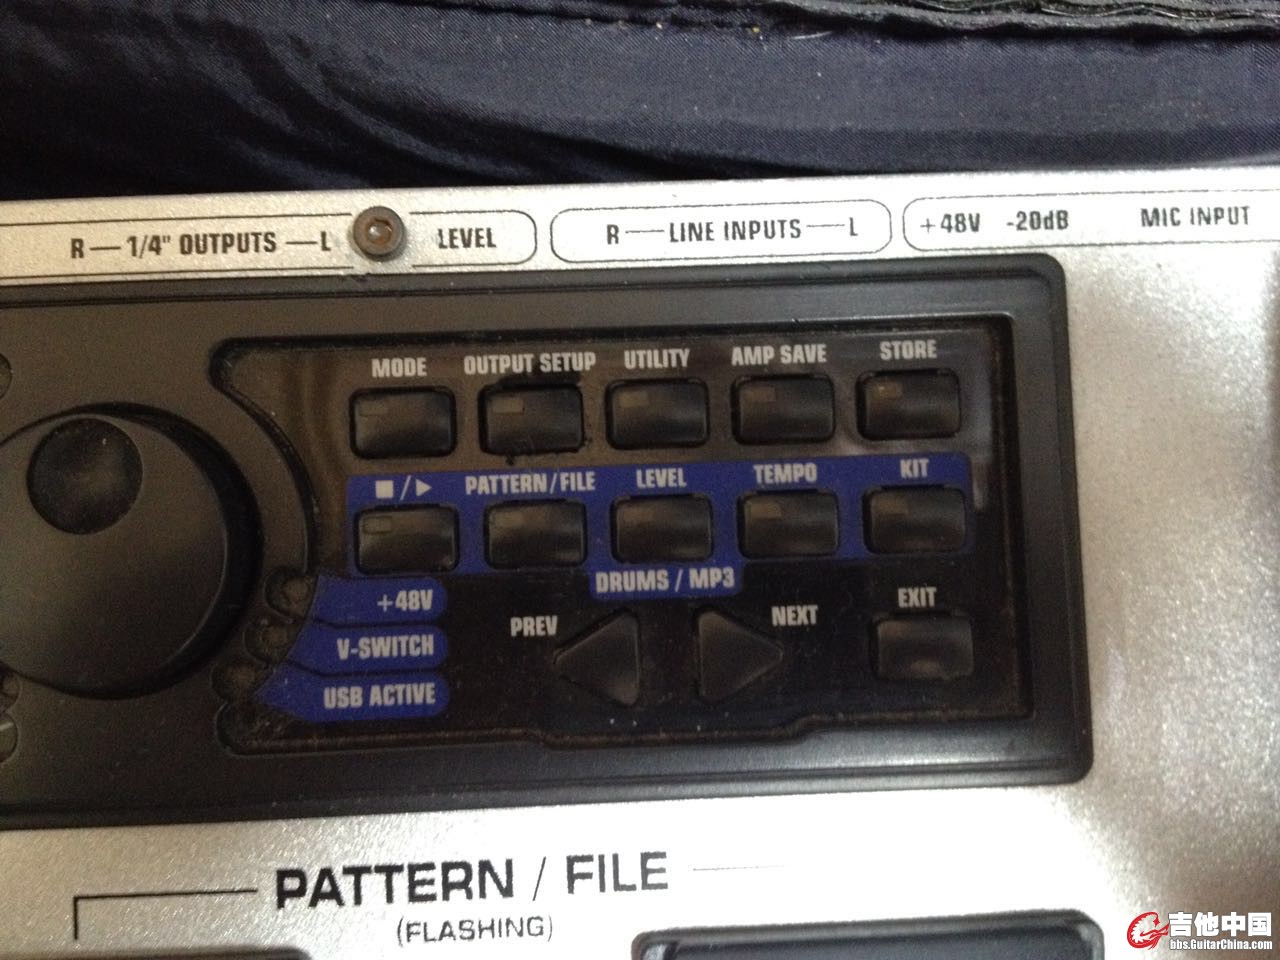 R — 1/4" OUTPUTS — L LEVEL R — LINE INPUTS — L +48V -20dB MIC INPUT
MODE OUTPUT SETUP UTILITY AMP SAVE STORE
■/▶ PATTERN/FILE LEVEL TEMPO KIT
DRUMS / MP3
+48V
PREV NEXT EXIT
V-SWITCH
USB ACTIVE
PATTERN / FILE
(FLASHING)
吉他中国
bbs.GuitarChina.com